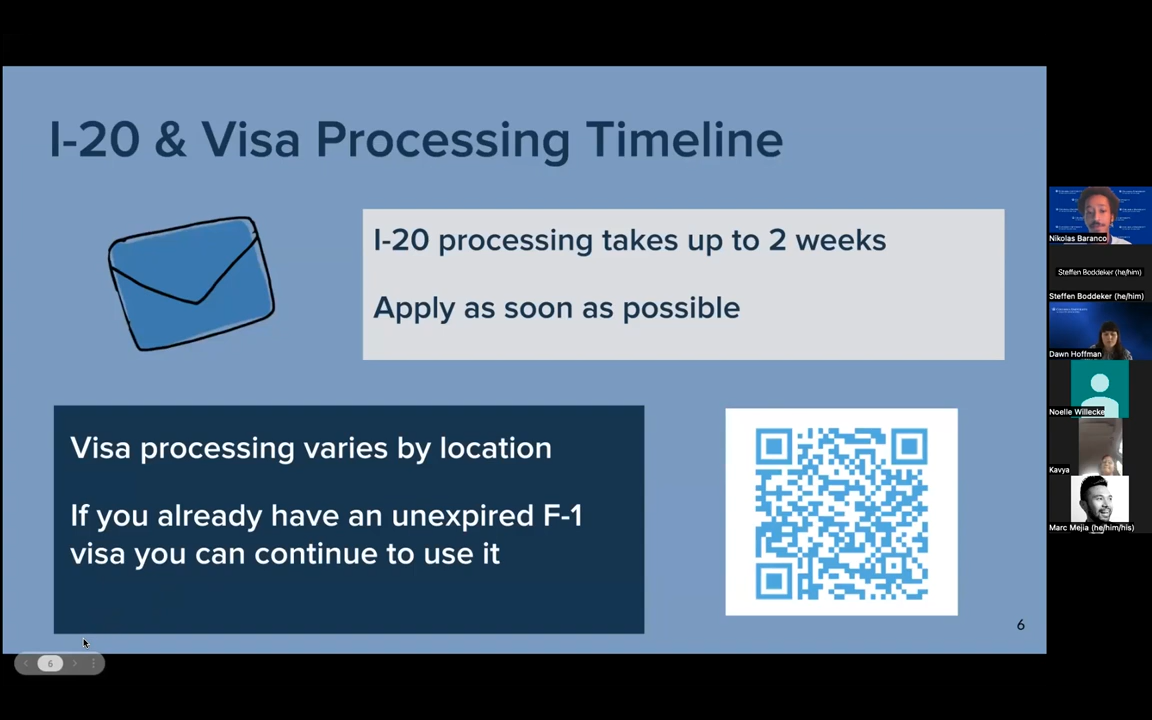 I-20 & Visa Processing Timeline
I-20 processing takes up to 2 weeks
Apply as soon as possible
Visa processing varies by location
If you already have an unexpired F-1
visa you can continue to use it
6
6
Nikolas Baranco
Steffen Boddeker (he/him)
Steffen Boddeker (he/him)
Dawn Hoffman
Noelle Willecke
Kavya
Marc Mejia (he/him/his)